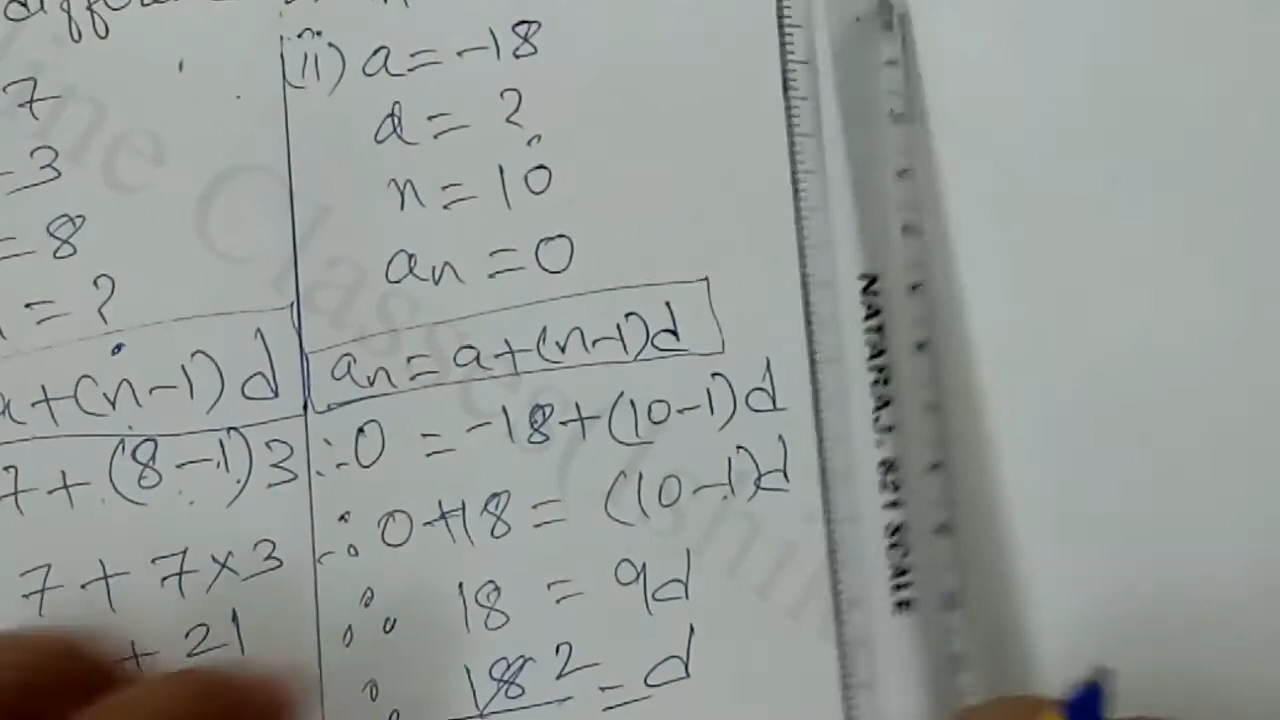 7
-3
= 8
= ?
+(n-1)d
7+(8-1)3
7+7×3
+ 21
(ii) a = -18
d = ?
n = 10
an = 0
an = a+(n-1)d
∴ 0 = -18+(10-1)d
∴ 0+18 = (10-1)d
∴ 18 = 9d
∴ 18 2 = d
NATARAJ. 621 SCALE